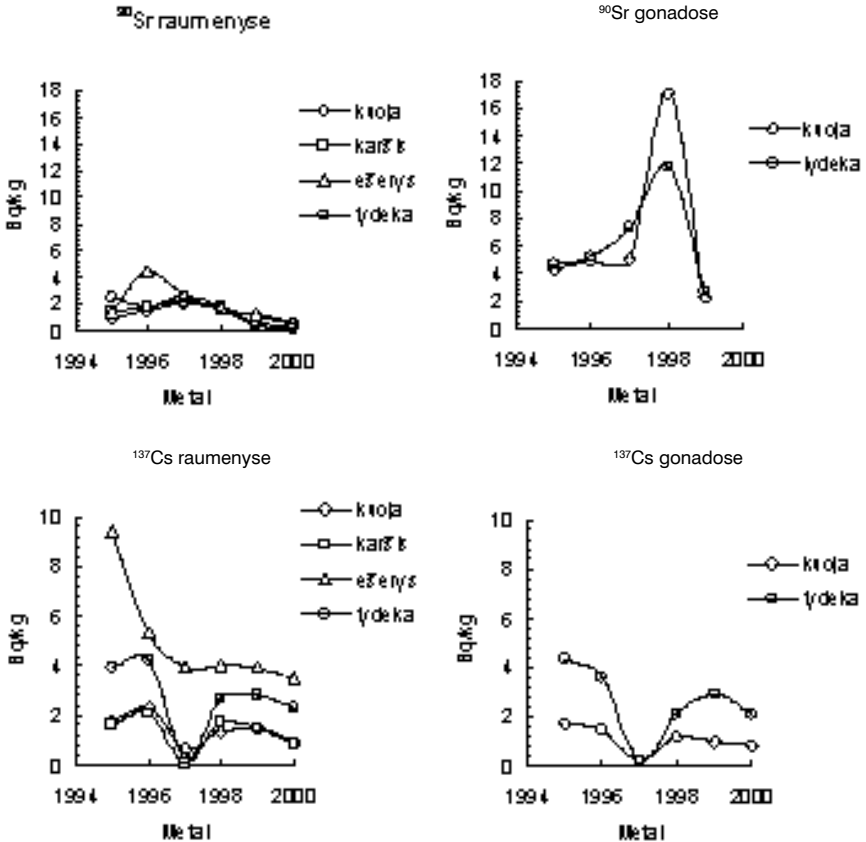 ⁹⁰Sr raumenyse
18
16
14
12
10
8
6
4
2
0
Bq/kg
1994 1996 1998 2000
Metai
kuoja
karšis
ešerys
lydeka
⁹⁰Sr gonadose
18
16
14
12
10
8
6
4
2
0
Bq/kg
1994 1996 1998 2000
Metai
kuoja
lydeka
¹³⁷Cs raumenyse
10
8
6
4
2
0
Bq/kg
1994 1996 1998 2000
Metai
kuoja
karšis
ešerys
lydeka
¹³⁷Cs gonadose
10
8
6
4
2
0
Bq/kg
1994 1996 1998 2000
Metai
kuoja
lydeka